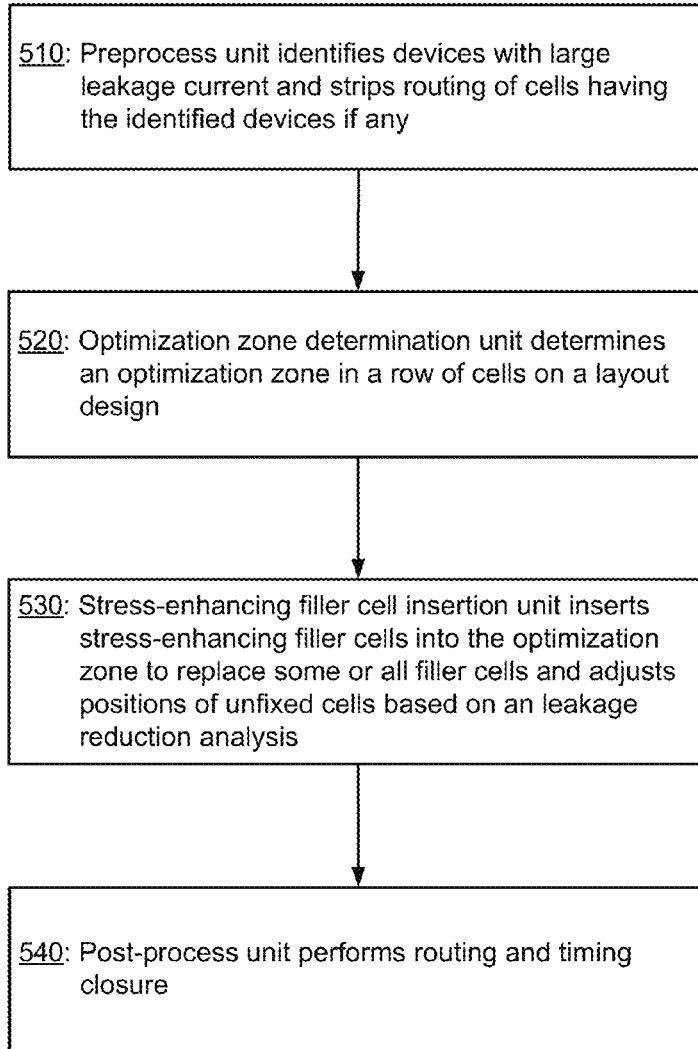 510: Preprocess unit identifies devices with large
leakage current and strips routing of cells having
the identified devices if any
520: Optimization zone determination unit determines
an optimization zone in a row of cells on a layout
design
530: Stress-enhancing filler cell insertion unit inserts
stress-enhancing filler cells into the optimization
zone to replace some or all filler cells and adjusts
positions of unfixed cells based on an leakage
reduction analysis
540: Post-process unit performs routing and timing
closure